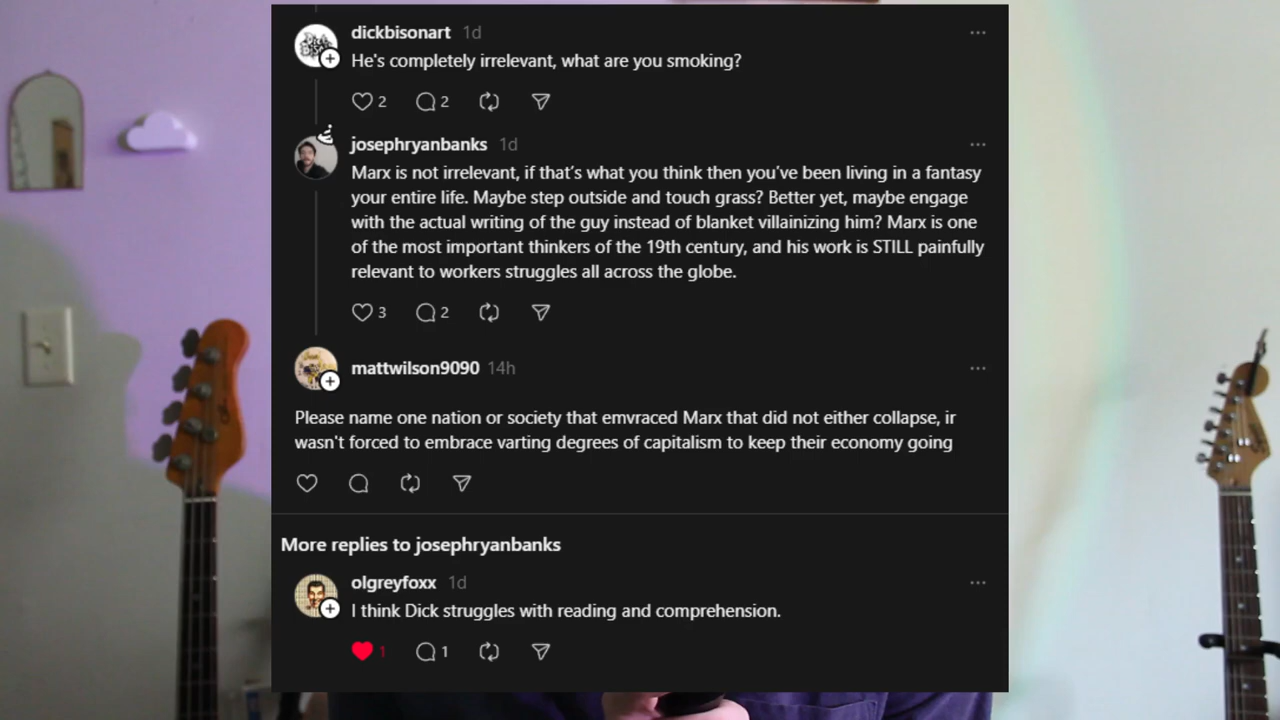 dickbisonart 1d
He's completely irrelevant, what are you smoking?
2 2
josephryanbanks 1d
Marx is not irrelevant, if that's what you think then you've been living in a fantasy
your entire life. Maybe step outside and touch grass? Better yet, maybe engage
with the actual writing of the guy instead of blanket villainizing him? Marx is one
of the most important thinkers of the 19th century, and his work is STILL painfully
relevant to workers struggles all across the globe.
3 2
mattwilson9090 14h
Please name one nation or society that emvraced Marx that did not either collapse, ir
wasn't forced to embrace varting degrees of capitalism to keep their economy going
More replies to josephryanbanks
olgreyfoxx 1d
I think Dick struggles with reading and comprehension.
1 1